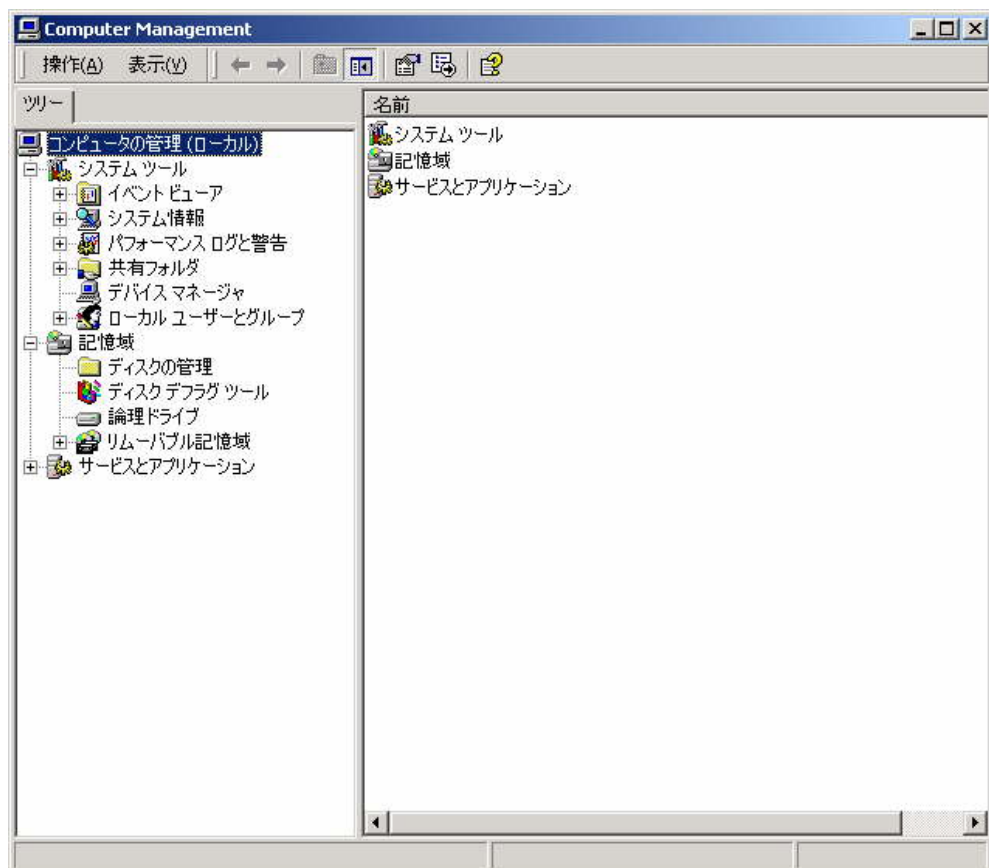 Computer Management
操作(A) 表示(V)
ツリー
コンピュータの管理 (ローカル)
システム ツール
イベント ビューア
システム情報
パフォーマンス ログと警告
共有フォルダ
デバイス マネージャ
ローカル ユーザーとグループ
記憶域
ディスクの管理
ディスク デフラグ ツール
論理ドライブ
リムーバブル記憶域
サービスとアプリケーション
名前
システム ツール
記憶域
サービスとアプリケーション